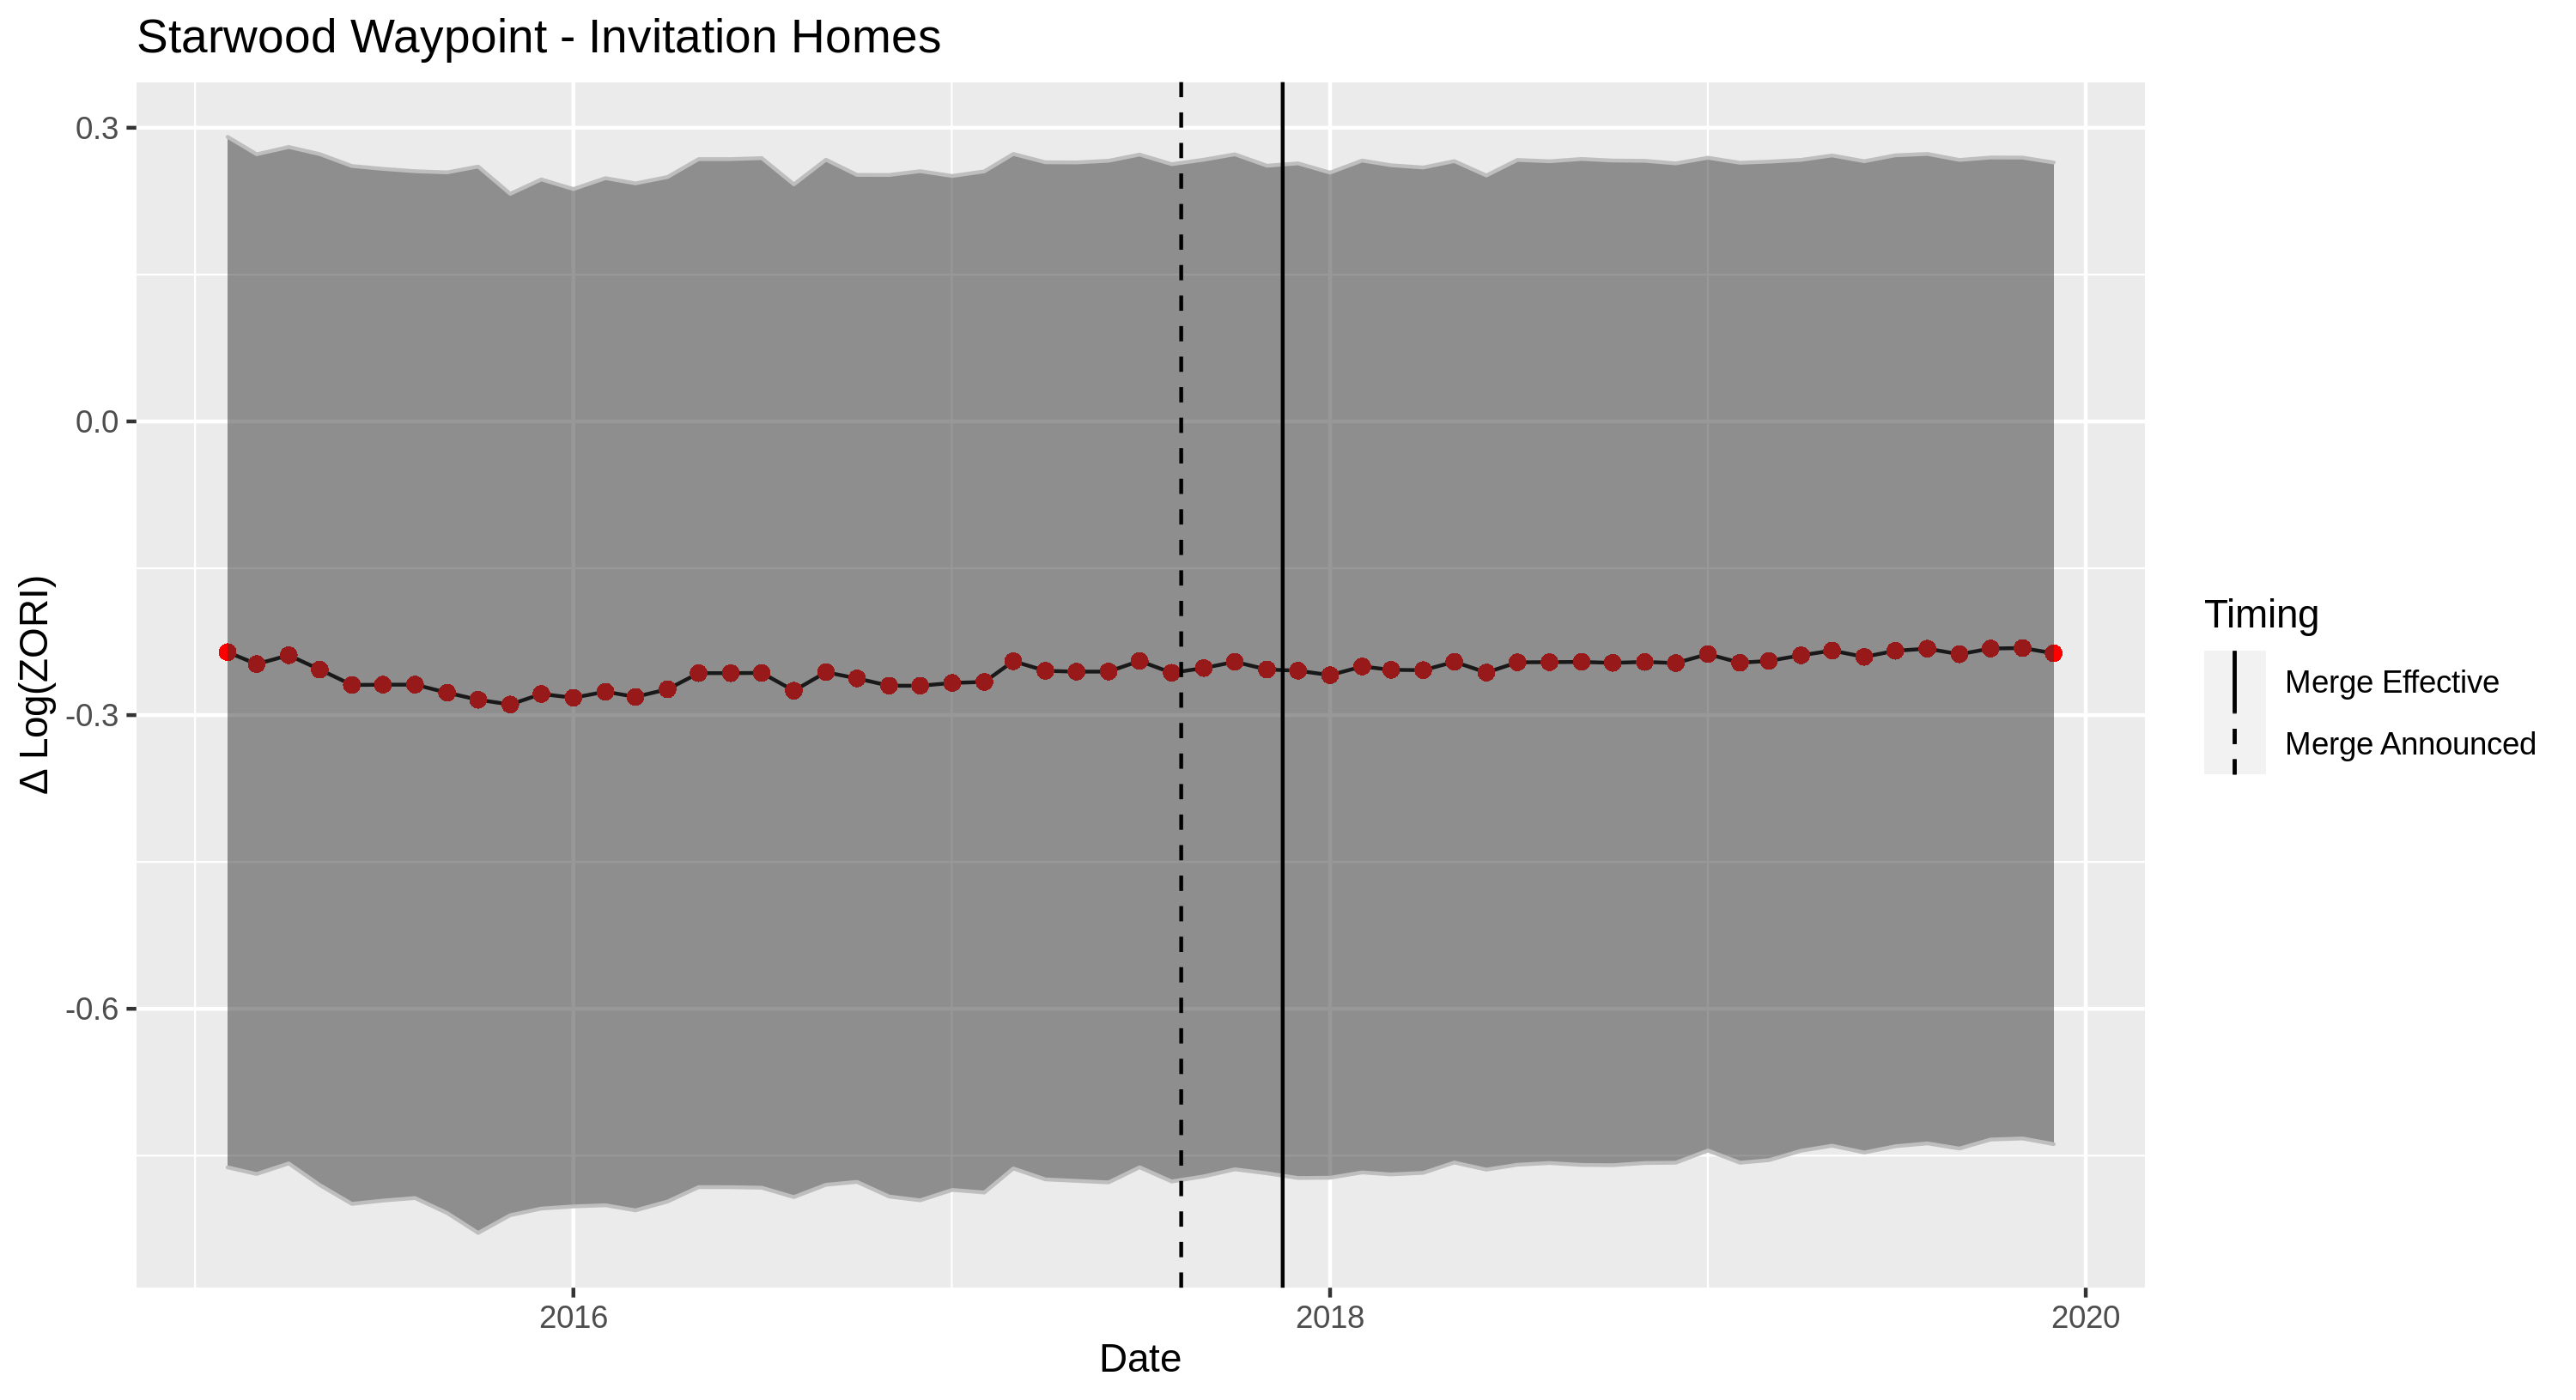 Starwood Waypoint - Invitation Homes
Δ Log(ZORI)
0.3
0.0
-0.3
-0.6
2016
2018
2020
Date
Timing
Merge Effective
Merge Announced